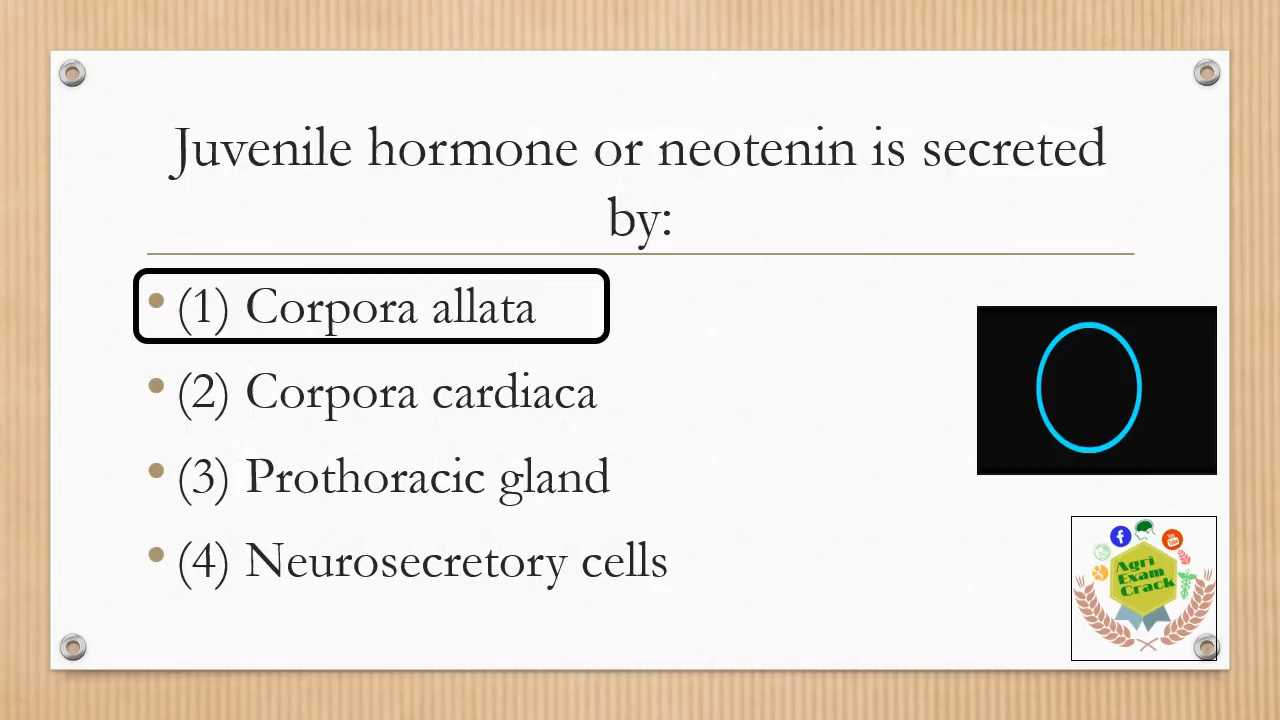 Juvenile hormone or neotenin is secreted
by:
• (1) Corpora allata
• (2) Corpora cardiaca
• (3) Prothoracic gland
• (4) Neurosecretory cells
Agri
Exam
Crack